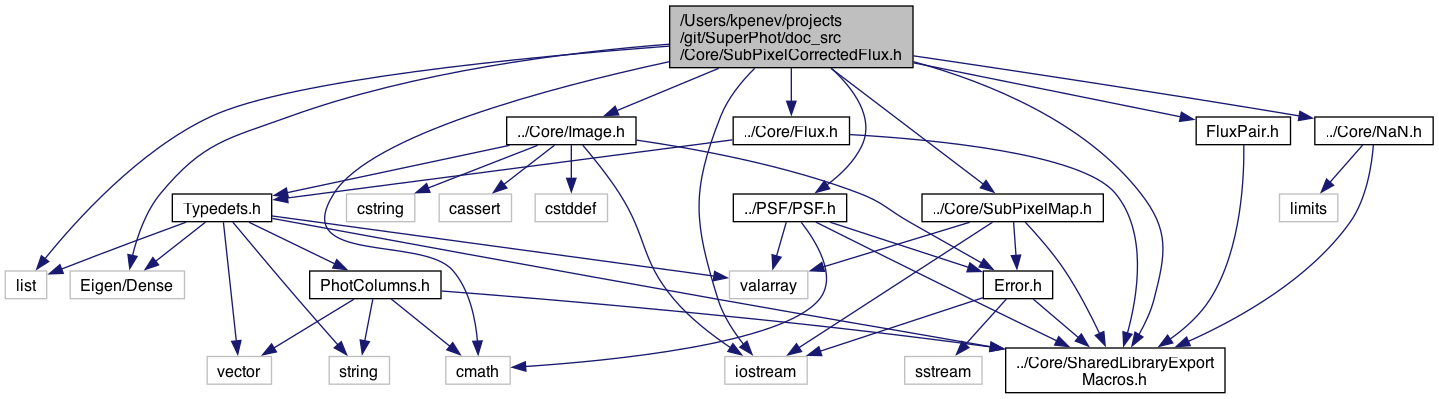 /Users/kpenev/projects
/git/SuperPhot/doc_src
/Core/SubPixelCorrectedFlux.h
../Core/Image.h
../Core/Flux.h
FluxPair.h
../Core/NaN.h
Typedefs.h
cstring
cassert
cstddef
../PSF/PSF.h
../Core/SubPixelMap.h
limits
list
Eigen/Dense
PhotColumns.h
valarray
Error.h
vector
string
cmath
iostream
sstream
../Core/SharedLibraryExport
Macros.h